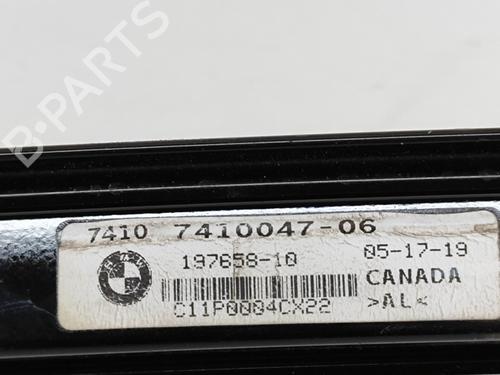 B-PARTS
7410 7410047-06
197658-10 05-17-19
CANADA
C11P0004CX22
>AL<